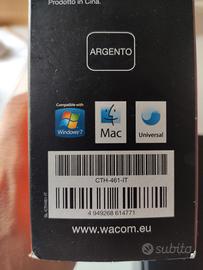 Prodotto in Cina.
ARGENTO
Compatible with
Windows 7
Mac
Universal
CTH-461-IT
4 949268 614771
www.wacom.eu
subito